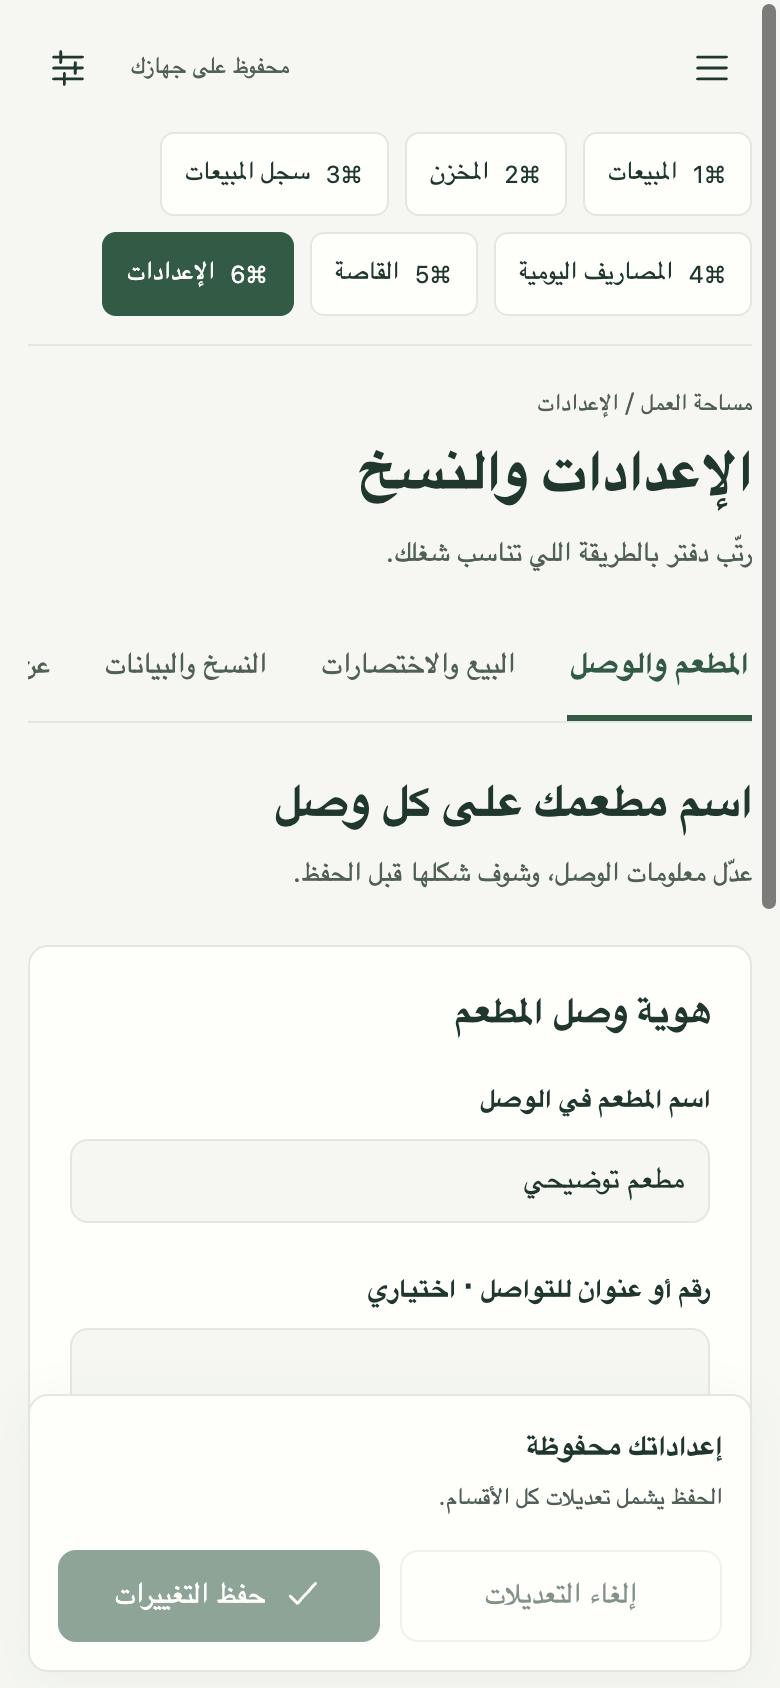 محفوظ على جهازك
⌘1 المبيعات
⌘2 المخزن
⌘3 سجل المبيعات
⌘4 المصاريف اليومية
⌘5 القاصة
⌘6 الإعدادات
مساحة العمل / الإعدادات
الإعدادات والنسخ
رتّب دفتر بالطريقة اللي تناسب شغلك.
المطعم والوصل
البيع والاختصارات
النسخ والبيانات
اسم مطعمك على كل وصل
عدّل معلومات الوصل، وشوف شكلها قبل الحفظ.
هوية وصل المطعم
اسم المطعم في الوصل
مطعم توضيحي
رقم أو عنوان للتواصل · اختياري
إعداداتك محفوظة
الحفظ يشمل تعديلات كل الأقسام.
إلغاء التعديلات
حفظ التغييرات